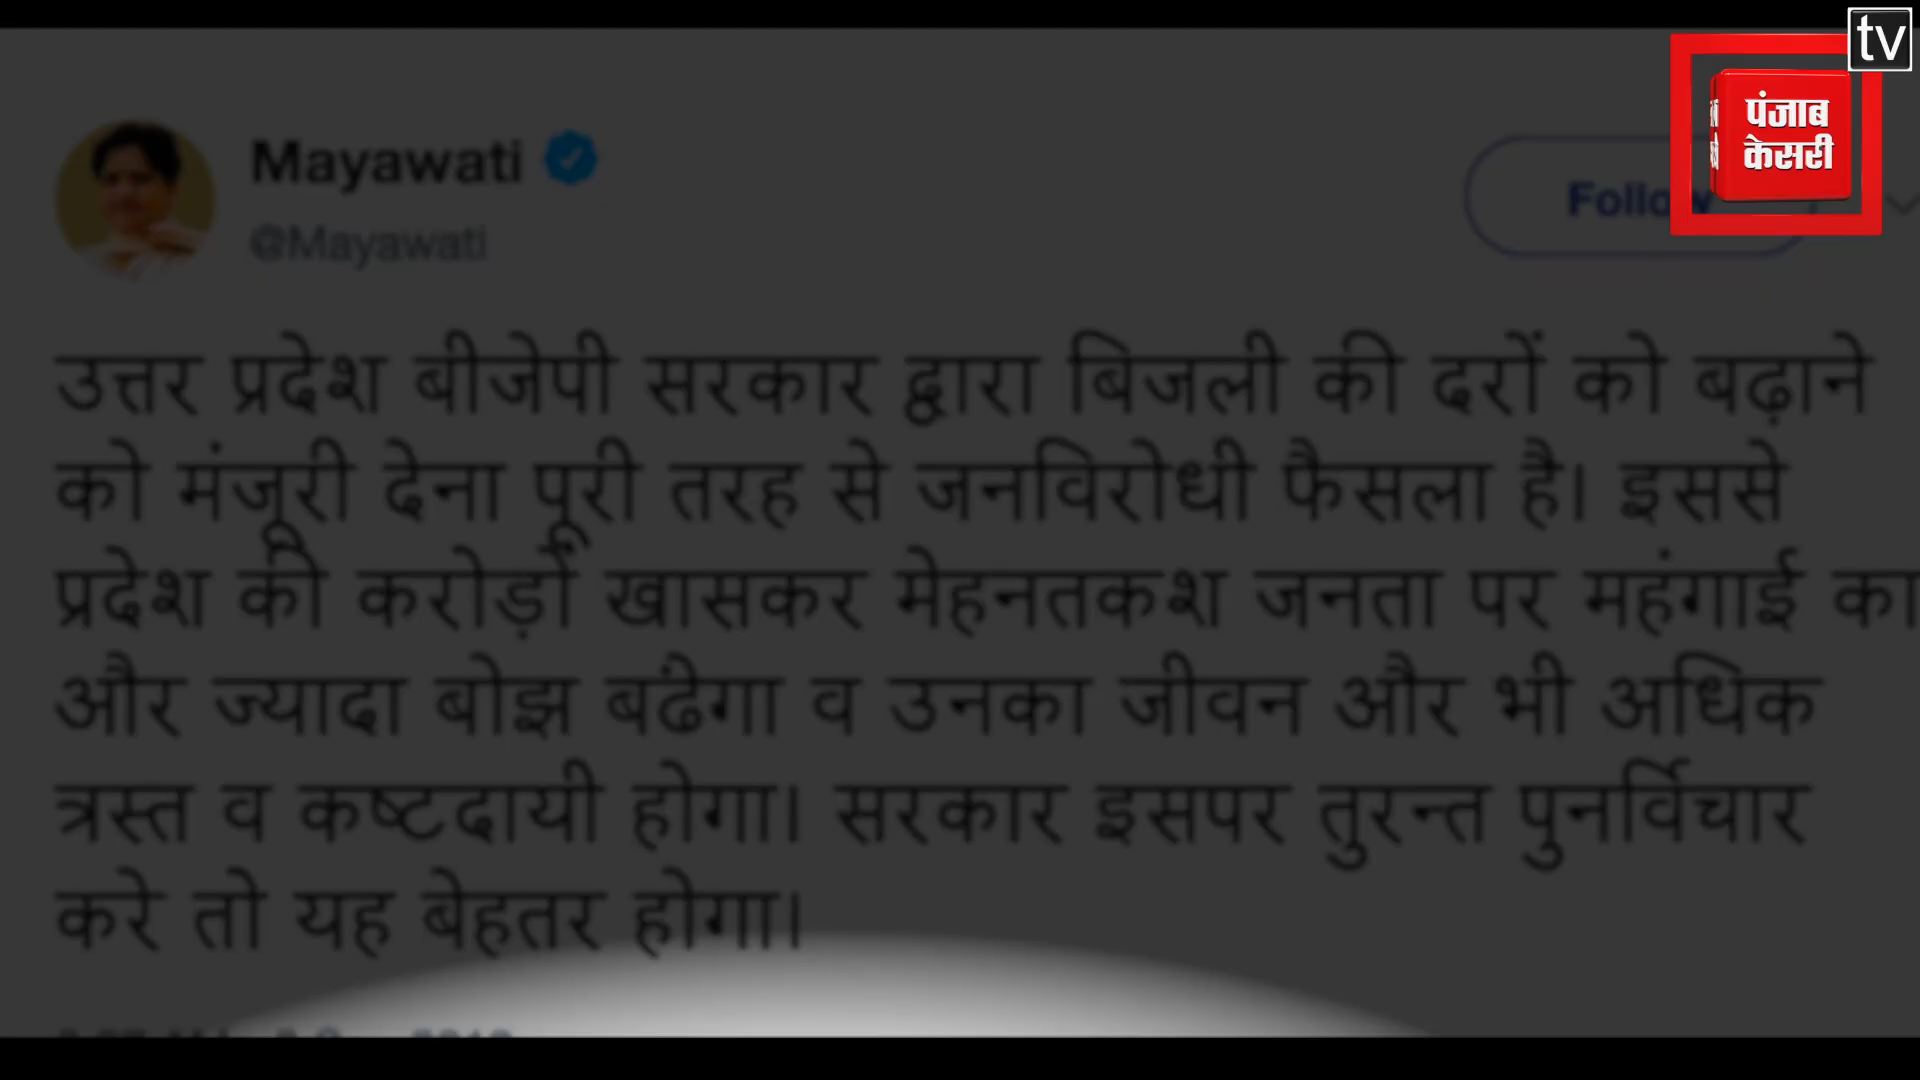 tv
पंजाब
केसरी
Mayawati
@Mayawati
Follow
उत्तर प्रदेश बीजेपी सरकार द्वारा बिजली की दरों को बढ़ाने
को मंजूरी देना पूरी तरह से जनविरोधी फैसला है। इससे
प्रदेश की करोड़ों खासकर मेहनतकश जनता पर महंगाई का
और ज्यादा बोझ बढेंगा व उनका जीवन और भी अधिक
त्रस्त व कष्टदायी होगा। सरकार इसपर तुरन्त पुनर्विचार
करे तो यह बेहतर होगा।